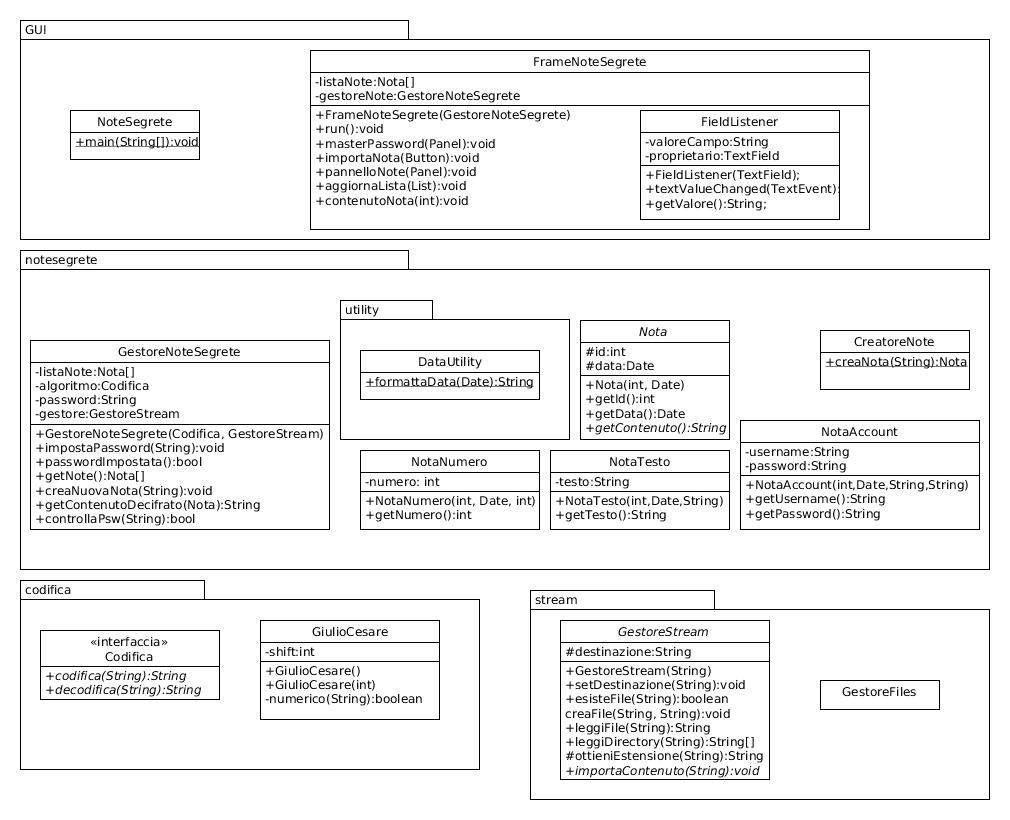 GUI
NoteSegrete
+main(String[]):void
FrameNoteSegrete
-listaNote:Nota[]
-gestoreNote:GestoreNoteSegrete
+FrameNoteSegrete(GestoreNoteSegrete)
+run():void
+masterPassword(Panel):void
+importaNota(Button):void
+pannelloNote(Panel):void
+aggiornaLista(List):void
+contenutoNota(int):void
FieldListener
-valoreCampo:String
-proprietario:TextField
+FieldListener(TextField);
+textValueChanged(TextEvent);
+getValore():String;
notesegrete
GestoreNoteSegrete
-listaNote:Nota[]
-algoritmo:Codifica
-password:String
-gestore:GestoreStream
+GestoreNoteSegrete(Codifica, GestoreStream)
+impostaPassword(String):void
+passwordImpostata():bool
+getNote():Nota[]
+creaNuovaNota(String):void
+getContenutoDecifrato(Nota):String
+controllaPsw(String):bool
utility
DataUtility
+formattaData(Date):String
Nota
#id:int
#data:Date
+Nota(int, Date)
+getId():int
+getData():Date
+getContenuto():String
CreatoreNote
+creaNota(String):Nota
NotaNumero
-numero: int
+NotaNumero(int, Date, int)
+getNumero():int
NotaTesto
-testo:String
+NotaTesto(int,Date,String)
+getTesto():String
NotaAccount
-username:String
-password:String
+NotaAccount(int,Date,String,String)
+getUsername():String
+getPassword():String
codifica
«interfaccia»
Codifica
+codifica(String):String
+decodifica(String):String
GiulioCesare
-shift:int
+GiulioCesare()
+GiulioCesare(int)
-numerico(String):boolean
stream
GestoreStream
#destinazione:String
+GestoreStream(String)
+setDestinazione(String):void
+esisteFile(String):boolean
creaFile(String, String):void
+leggiFile(String):String
+leggiDirectory(String):String[]
#ottieniEstensione(String):String
+importaContenuto(String):void
GestoreFiles